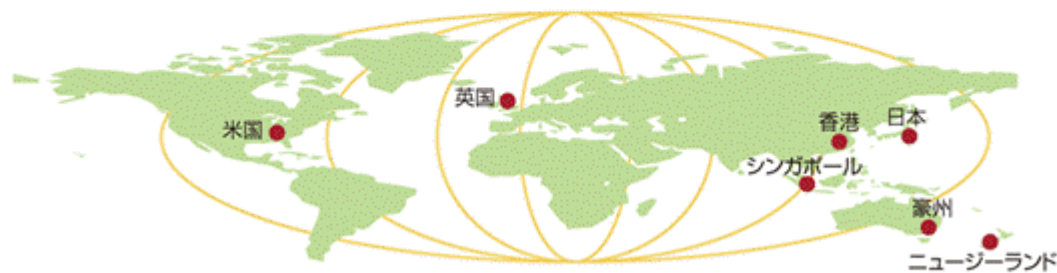 英国
米国
香港
日本
シンガポール
豪州
ニュージーランド